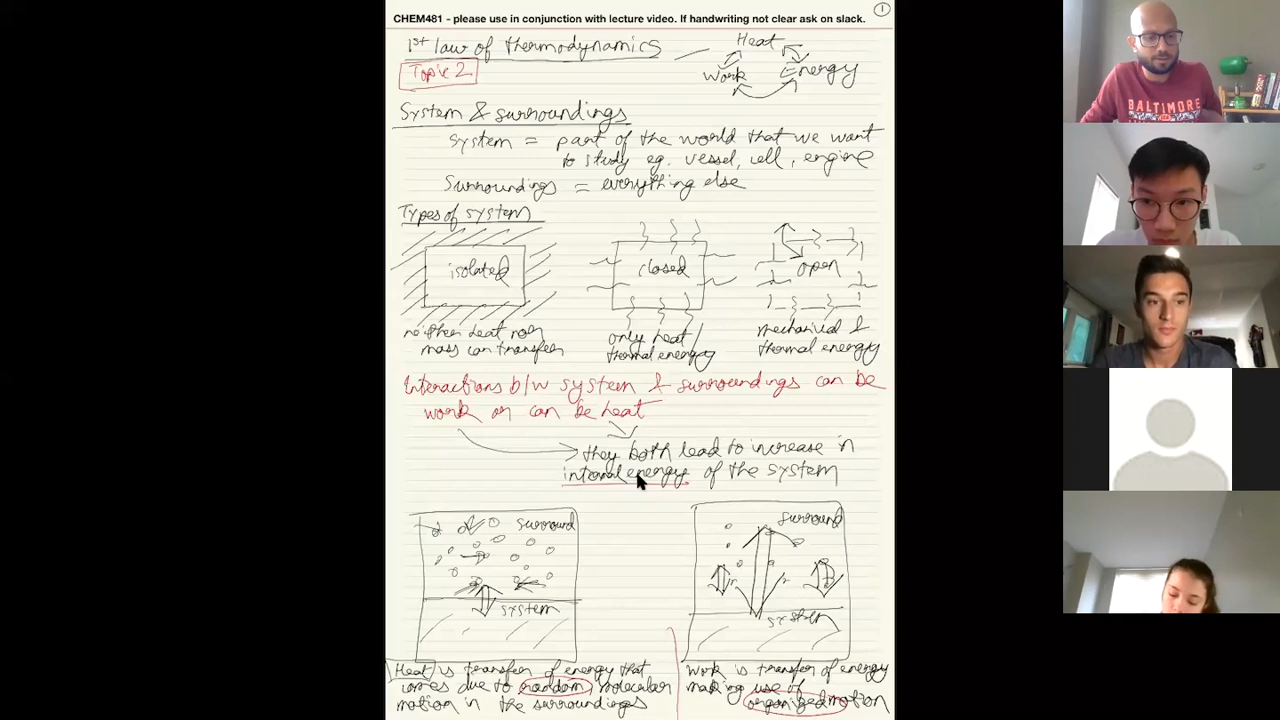 1
CHEM481 - please use in conjunction with lecture video. If handwriting not clear ask on slack.
1st law of thermodynamics
Topic 2
Heat
Work
Energy
System & surroundings
System = part of the world that we want
to study eg. vessel, cell, engine
Surroundings = everything else
Types of system
isolated
closed
open
neither heat nor
mass can transfer
only heat/
thermal energy
mechanical &
thermal energy
Interactions b/w system & surroundings can be
work or can be heat
they both lead to increase in
internal energy of the system
surround
system
surround
system
Heat is transfer of energy that
comes due to random molecular
motion in the surroundings
Work is transfer of energy
making use of
organized motion
BALTIMORE